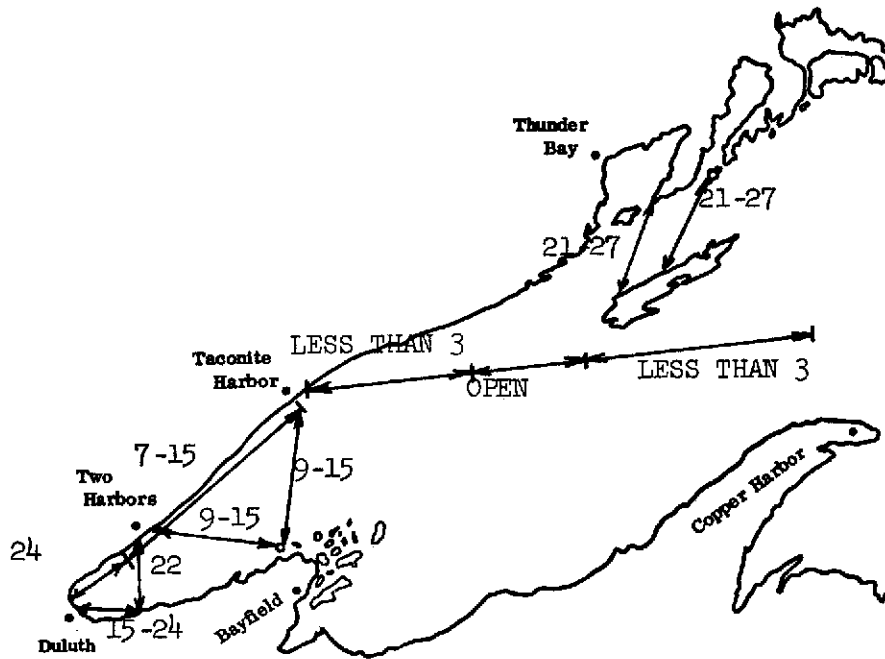 Thunder
Bay
21-27
21-27
LESS THAN 3
Taconite
Harbor
OPEN
LESS THAN 3
7-15
9-15
Two
Harbors
9-15
Copper Harbor
24
22
Bayfield
15-24
Duluth